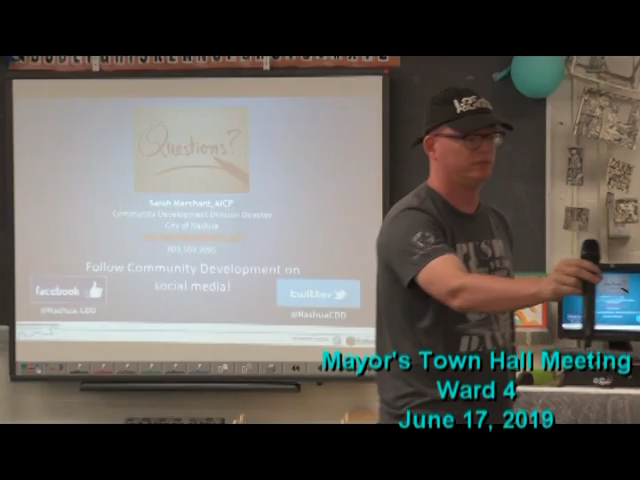 Questions?
Sarah Marchant, AICP
Community Development Division Director
City of Nashua
Follow Community Development on
social media!
facebook
twitter
@NashuaCDD
@NashuaCDD
Mayor's Town Hall Meeting
Ward 4
June 17, 2019